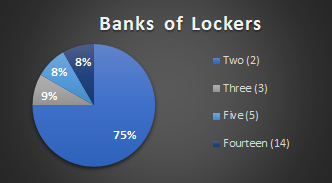 Banks of Lockers
8%
8%
9%
75%
Two (2)
Three (3)
Five (5)
Fourteen (14)